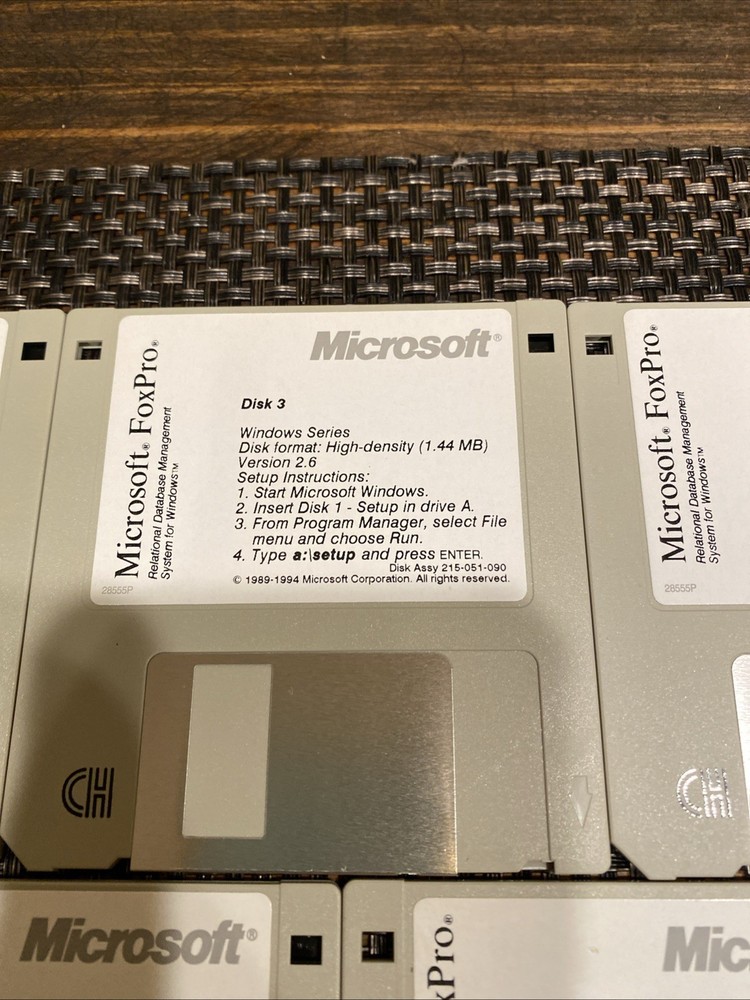 Microsoft®
Microsoft® FoxPro®
Relational Database Management
System for Windows™
Disk 3
Windows Series
Disk format: High-density (1.44 MB)
Version 2.6
Setup Instructions:
1. Start Microsoft Windows.
2. Insert Disk 1 - Setup in drive A.
3. From Program Manager, select File
menu and choose Run.
4. Type a:\setup and press ENTER.
Disk Assy 215-051-090
© 1989-1994 Microsoft Corporation. All rights reserved.
28555P
Microsoft® FoxPro®
Relational Database Management
System for Windows™
28555P
Microsoft®
xPro®
Mic